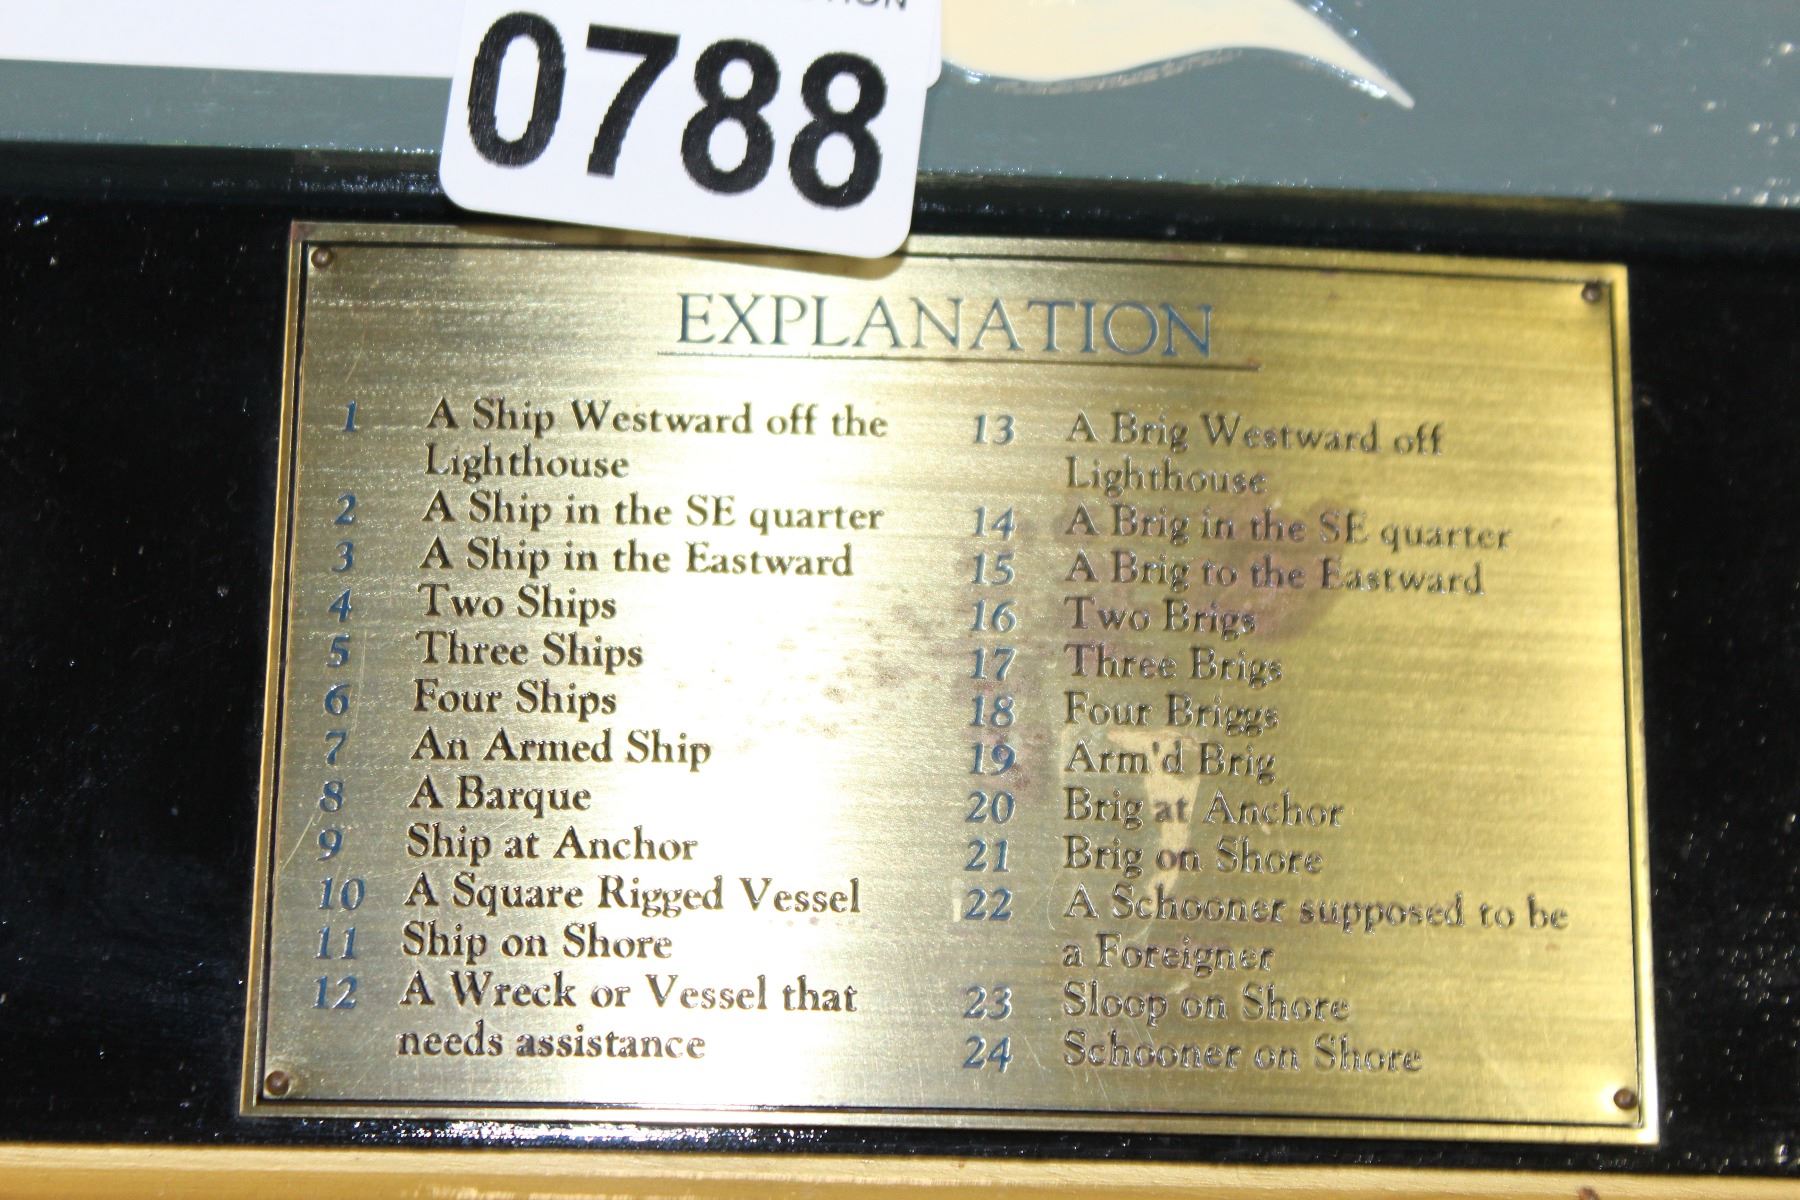 0788
EXPLANATION
1 A Ship Westward off the
Lighthouse
2 A Ship in the SE quarter
3 A Ship in the Eastward
4 Two Ships
5 Three Ships
6 Four Ships
7 An Armed Ship
8 A Barque
9 Ship at Anchor
10 A Square Rigged Vessel
11 Ship on Shore
12 A Wreck or Vessel that
needs assistance
13 A Brig Westward off
Lighthouse
14 A Brig in the SE quarter
15 A Brig to the Eastward
16 Two Brigs
17 Three Brigs
18 Four Briggs
19 Arm'd Brig
20 Brig at Anchor
21 Brig on Shore
22 A Schooner supposed to be
a Foreigner
23 Sloop on Shore
24 Schooner on Shore